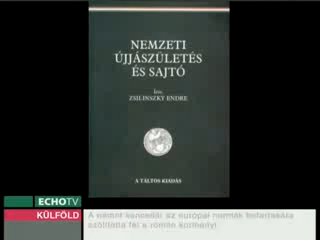 NEMZETI
ÚJJÁSZÜLETÉS
ÉS SAJTÓ
Írta:
ZSILINSZKY ENDRE
A TÁLTOS KIADÁS
ECHO TV
KÜLFÖLD
A német kancellár az európai normák betartására
szólította fel a román kormányt